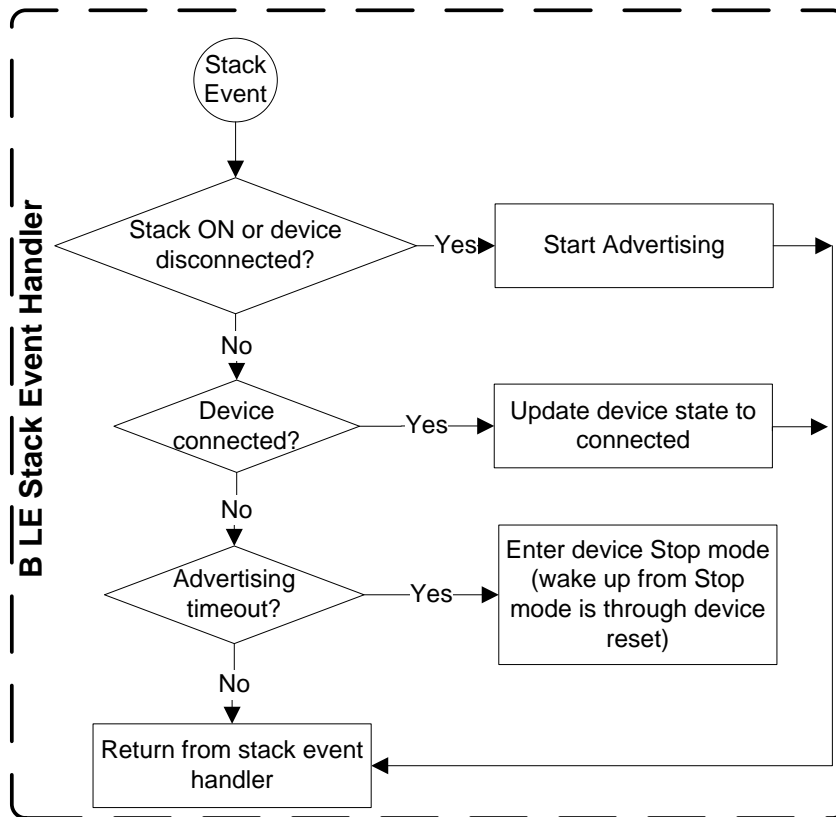 B LE Stack Event Handler
Stack
Event
Stack ON or device
disconnected?
Yes
Start Advertising
No
Device
connected?
Yes
Update device state to
connected
No
Advertising
timeout?
Yes
Enter device Stop mode
(wake up from Stop
mode is through device
reset)
No
Return from stack event
handler